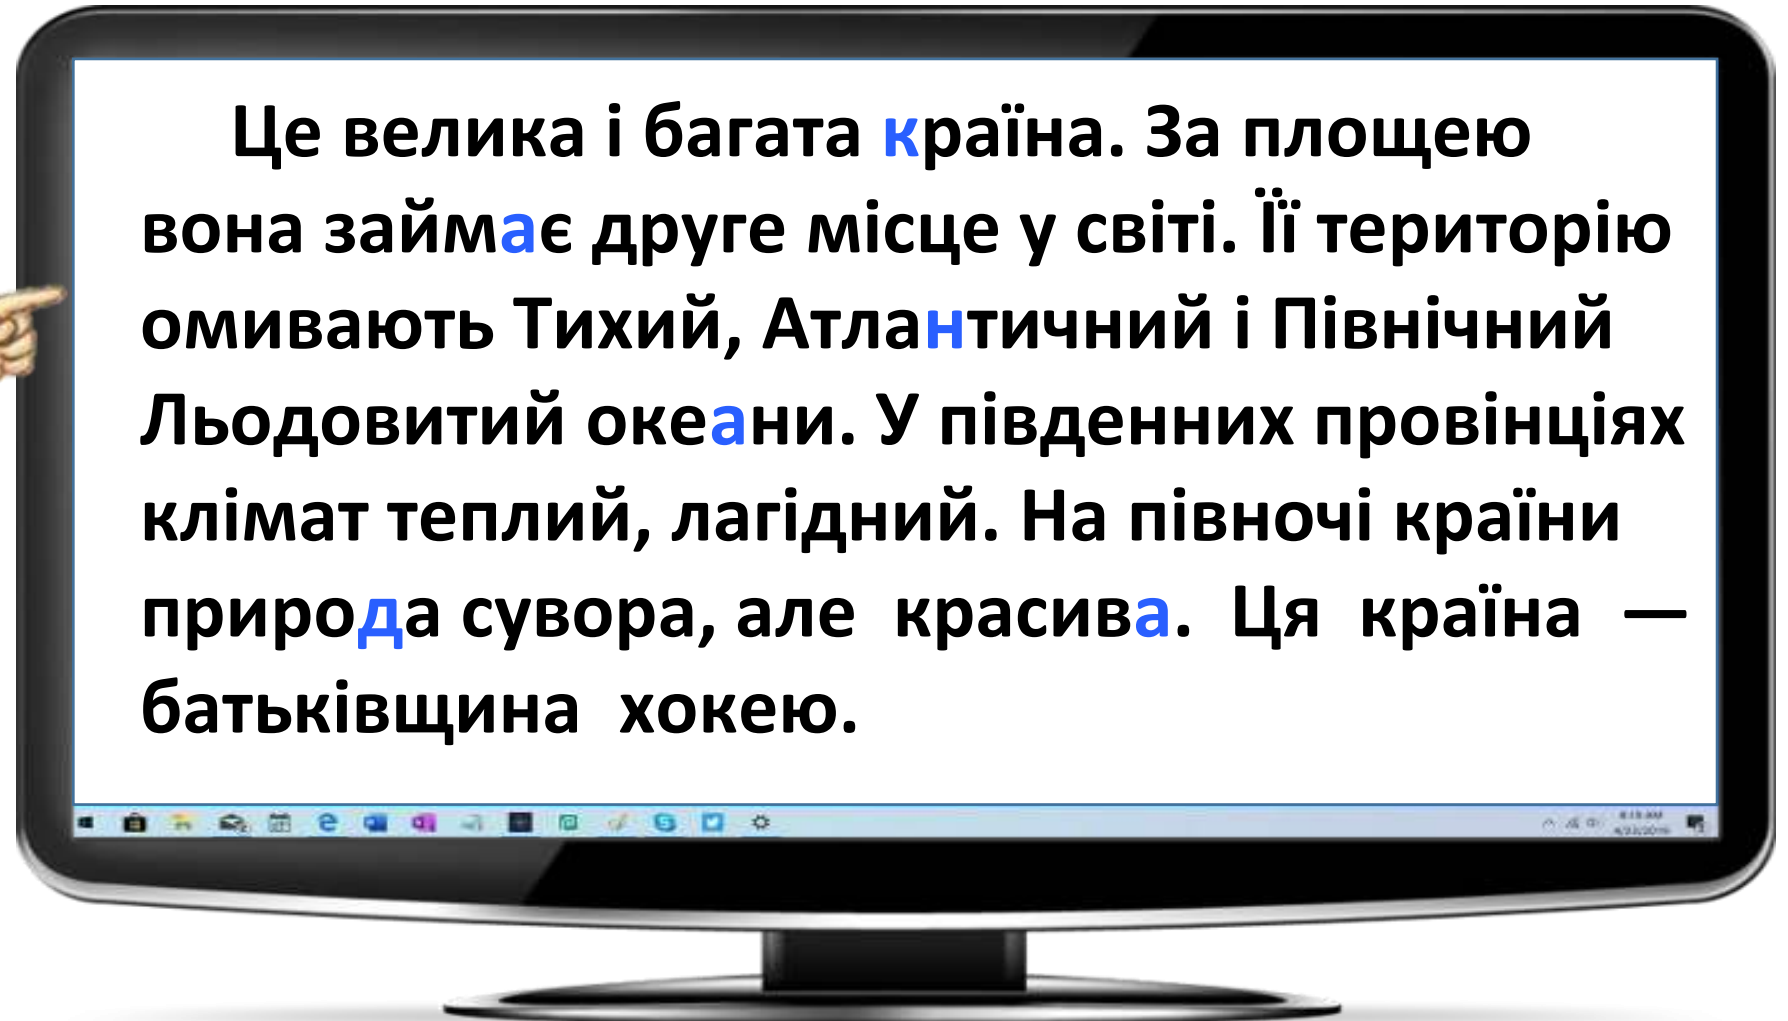 Це велика і багата країна. За площею
вона займає друге місце у світі. Її територію
омивають Тихий, Атлантичний і Північний
Льодовитий океани. У південних провінціях
клімат теплий, лагідний. На півночі країни
природа сувора, але красива. Ця країна —
батьківщина хокею.